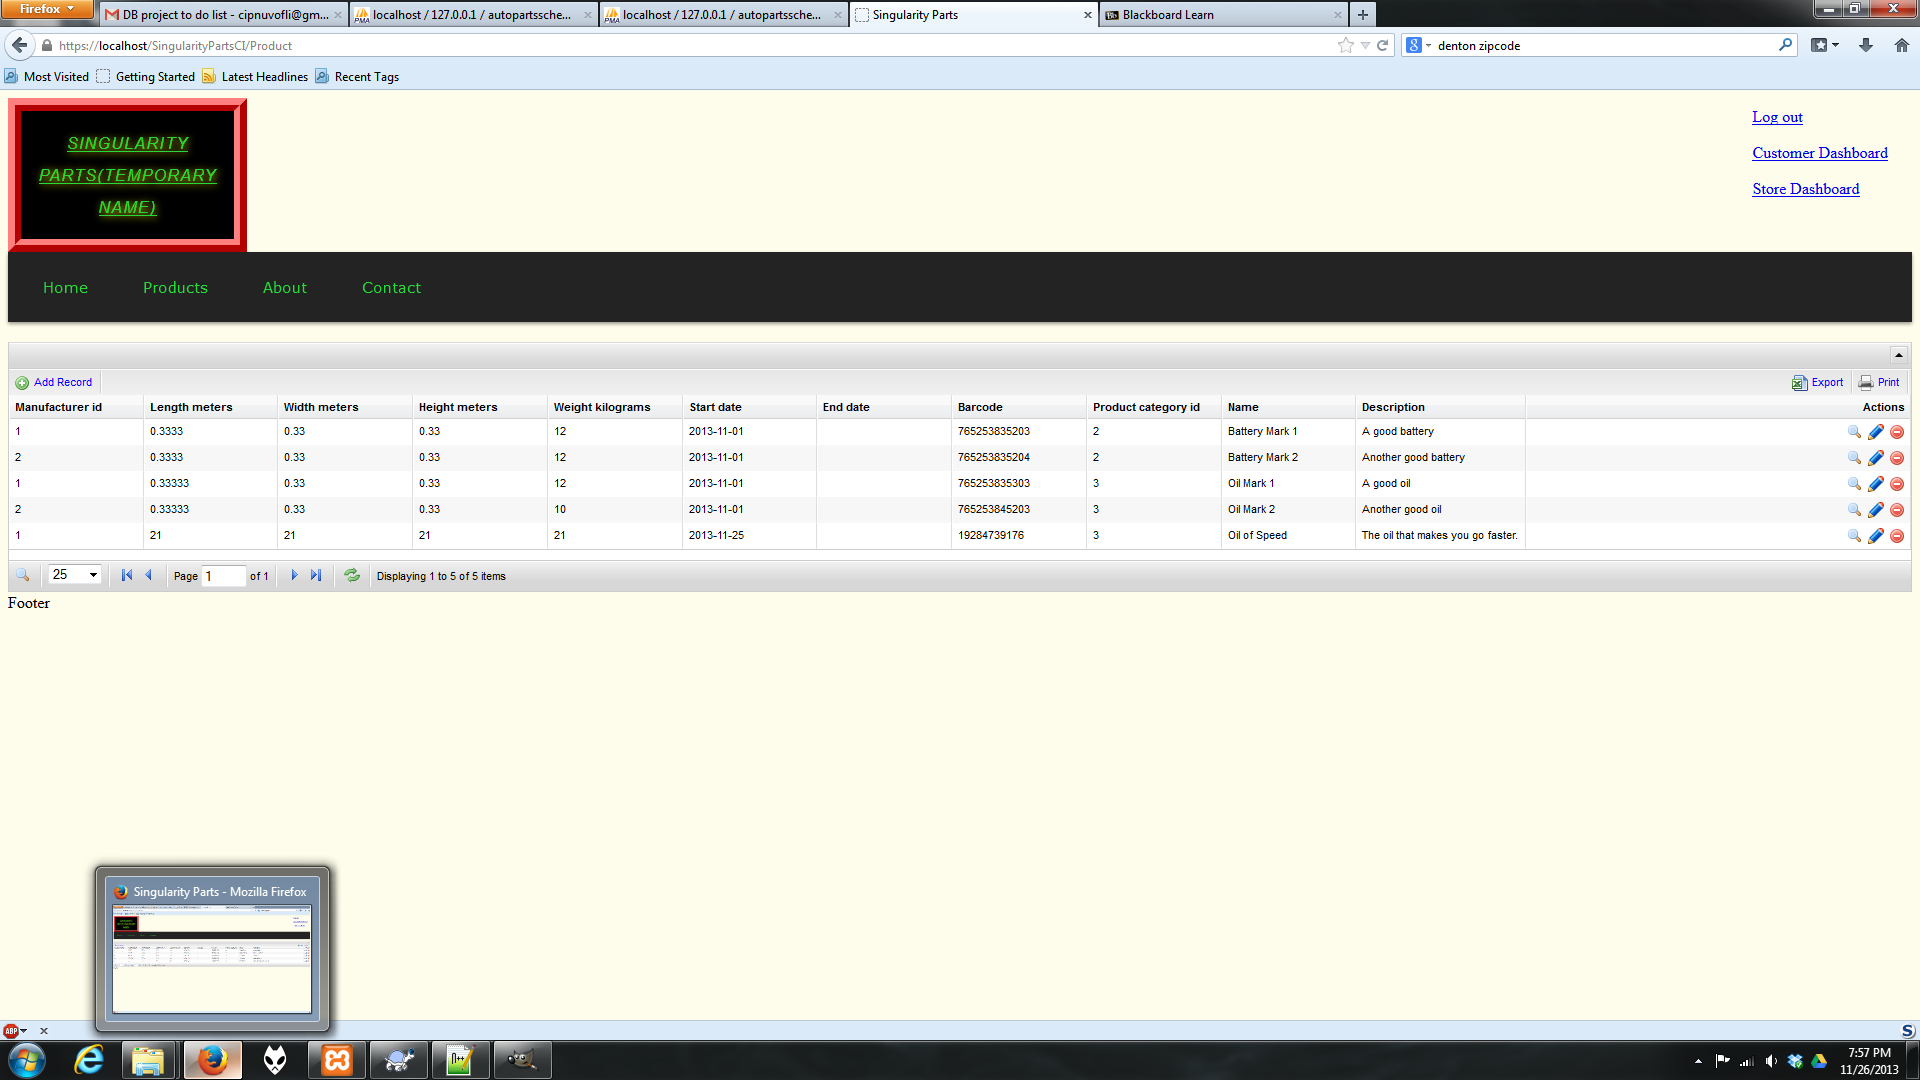 Firefox
DB project to do list - cipnuvofli@gm...
localhost / 127.0.0.1 / autopartssche...
localhost / 127.0.0.1 / autopartssche...
Singularity Parts
Blackboard Learn
https://localhost/SingularityPartsCI/Product
denton zipcode
Most Visited
Getting Started
Latest Headlines
Recent Tags
SINGULARITY
PARTS(TEMPORARY
NAME)
Log out
Customer Dashboard
Store Dashboard
Home Products About Contact
Add Record Export Print
Manufacturer id Length meters Width meters Height meters Weight kilograms Start date End date Barcode Product category id Name Description Actions
1 0.3333 0.33 0.33 12 2013-11-01 765253835203 2 Battery Mark 1 A good battery
2 0.3333 0.33 0.33 12 2013-11-01 765253835204 2 Battery Mark 2 Another good battery
1 0.33333 0.33 0.33 12 2013-11-01 765253835303 3 Oil Mark 1 A good oil
2 0.33333 0.33 0.33 10 2013-11-01 765253845203 3 Oil Mark 2 Another good oil
1 21 21 21 21 2013-11-25 19284739176 3 Oil of Speed The oil that makes you go faster.
25 Page 1 of 1 Displaying 1 to 5 of 5 items
Footer
Singularity Parts - Mozilla Firefox
ABP
7:57 PM
11/26/2013